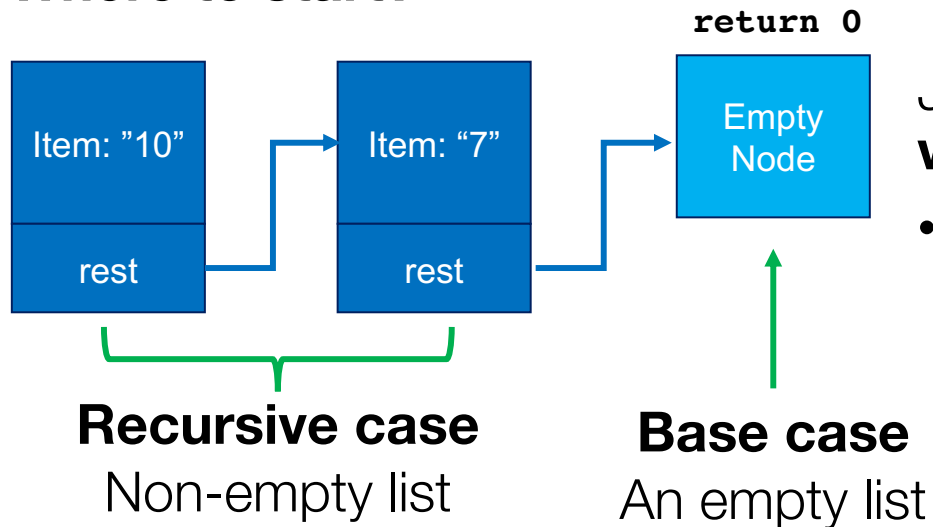 return 0
Item: ”10”
Item: “7”
Empty
Node
rest
rest
Recursive case
Non-empty list
Base case
An empty list